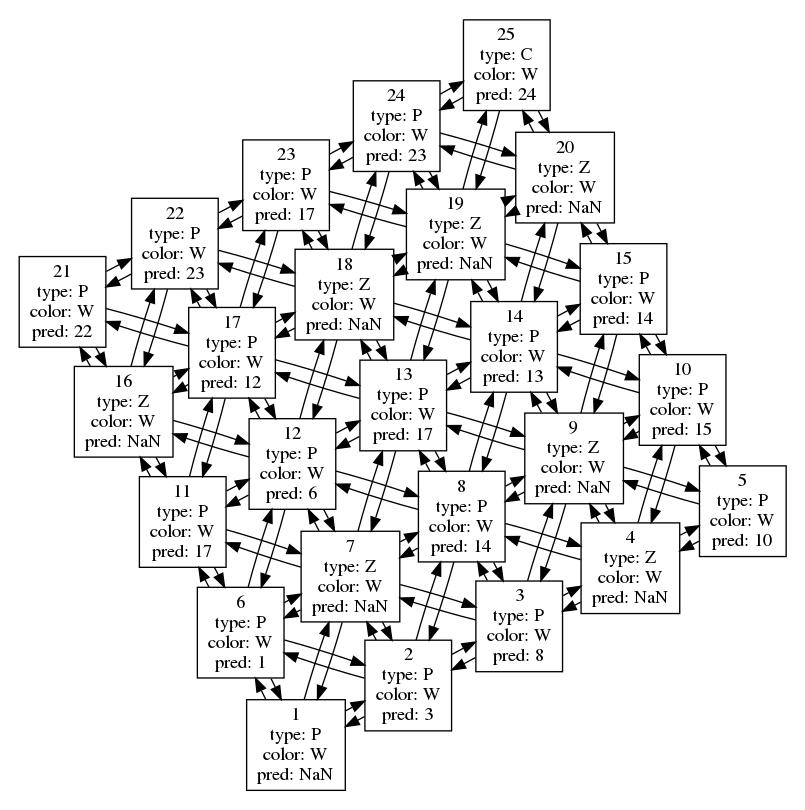 25
type: C
color: W
pred: 24
24
type: P
color: W
pred: 23
20
type: Z
color: W
pred: NaN
23
type: P
color: W
pred: 17
19
type: Z
color: W
pred: NaN
22
type: P
color: W
pred: 23
15
type: P
color: W
pred: 14
18
type: Z
color: W
pred: NaN
21
type: P
color: W
pred: 22
14
type: P
color: W
pred: 13
17
type: P
color: W
pred: 12
10
type: P
color: W
pred: 15
13
type: P
color: W
pred: 17
16
type: Z
color: W
pred: NaN
9
type: Z
color: W
pred: NaN
12
type: P
color: W
pred: 6
5
type: P
color: W
pred: 10
8
type: P
color: W
pred: 14
11
type: P
color: W
pred: 17
4
type: Z
color: W
pred: NaN
7
type: Z
color: W
pred: NaN
3
type: P
color: W
pred: 8
6
type: P
color: W
pred: 1
2
type: P
color: W
pred: 3
1
type: P
color: W
pred: NaN